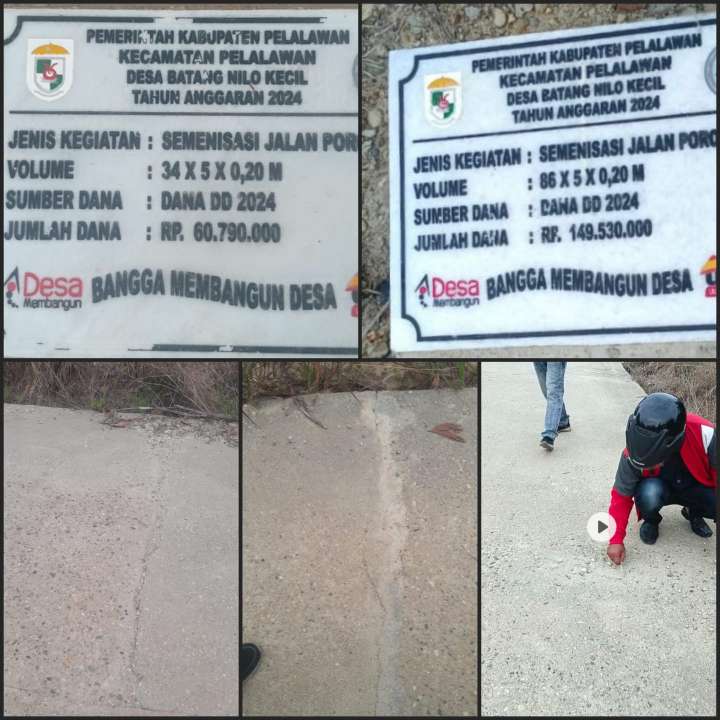 PEMERINTAH KABUPATEN PELALAWAN
KECAMATAN PELALAWAN
DESA BATANG NILO KECIL
TAHUN ANGGARAN 2024
JENIS KEGIATAN : SEMENISASI JALAN POR
VOLUME : 34 X 5 X 0,20 M
SUMBER DANA : DANA DD 2024
JUMLAH DANA : RP. 60.790.000
Desa
Membangun
BANGGA MEMBANGUN DESA
PEMERINTAH KABUPATEN PELALAWAN
KECAMATAN PELALAWAN
DESA BATANG NILO KECIL
TAHUN ANGGARAN 2024
JENIS KEGIATAN : SEMENISASI JALAN PORO
VOLUME : 86 X 5 X 0,20 M
SUMBER DANA : DANA DD 2024
JUMLAH DANA : RP. 149.530.000
Desa
Membangun
BANGGA MEMBANGUN DESA